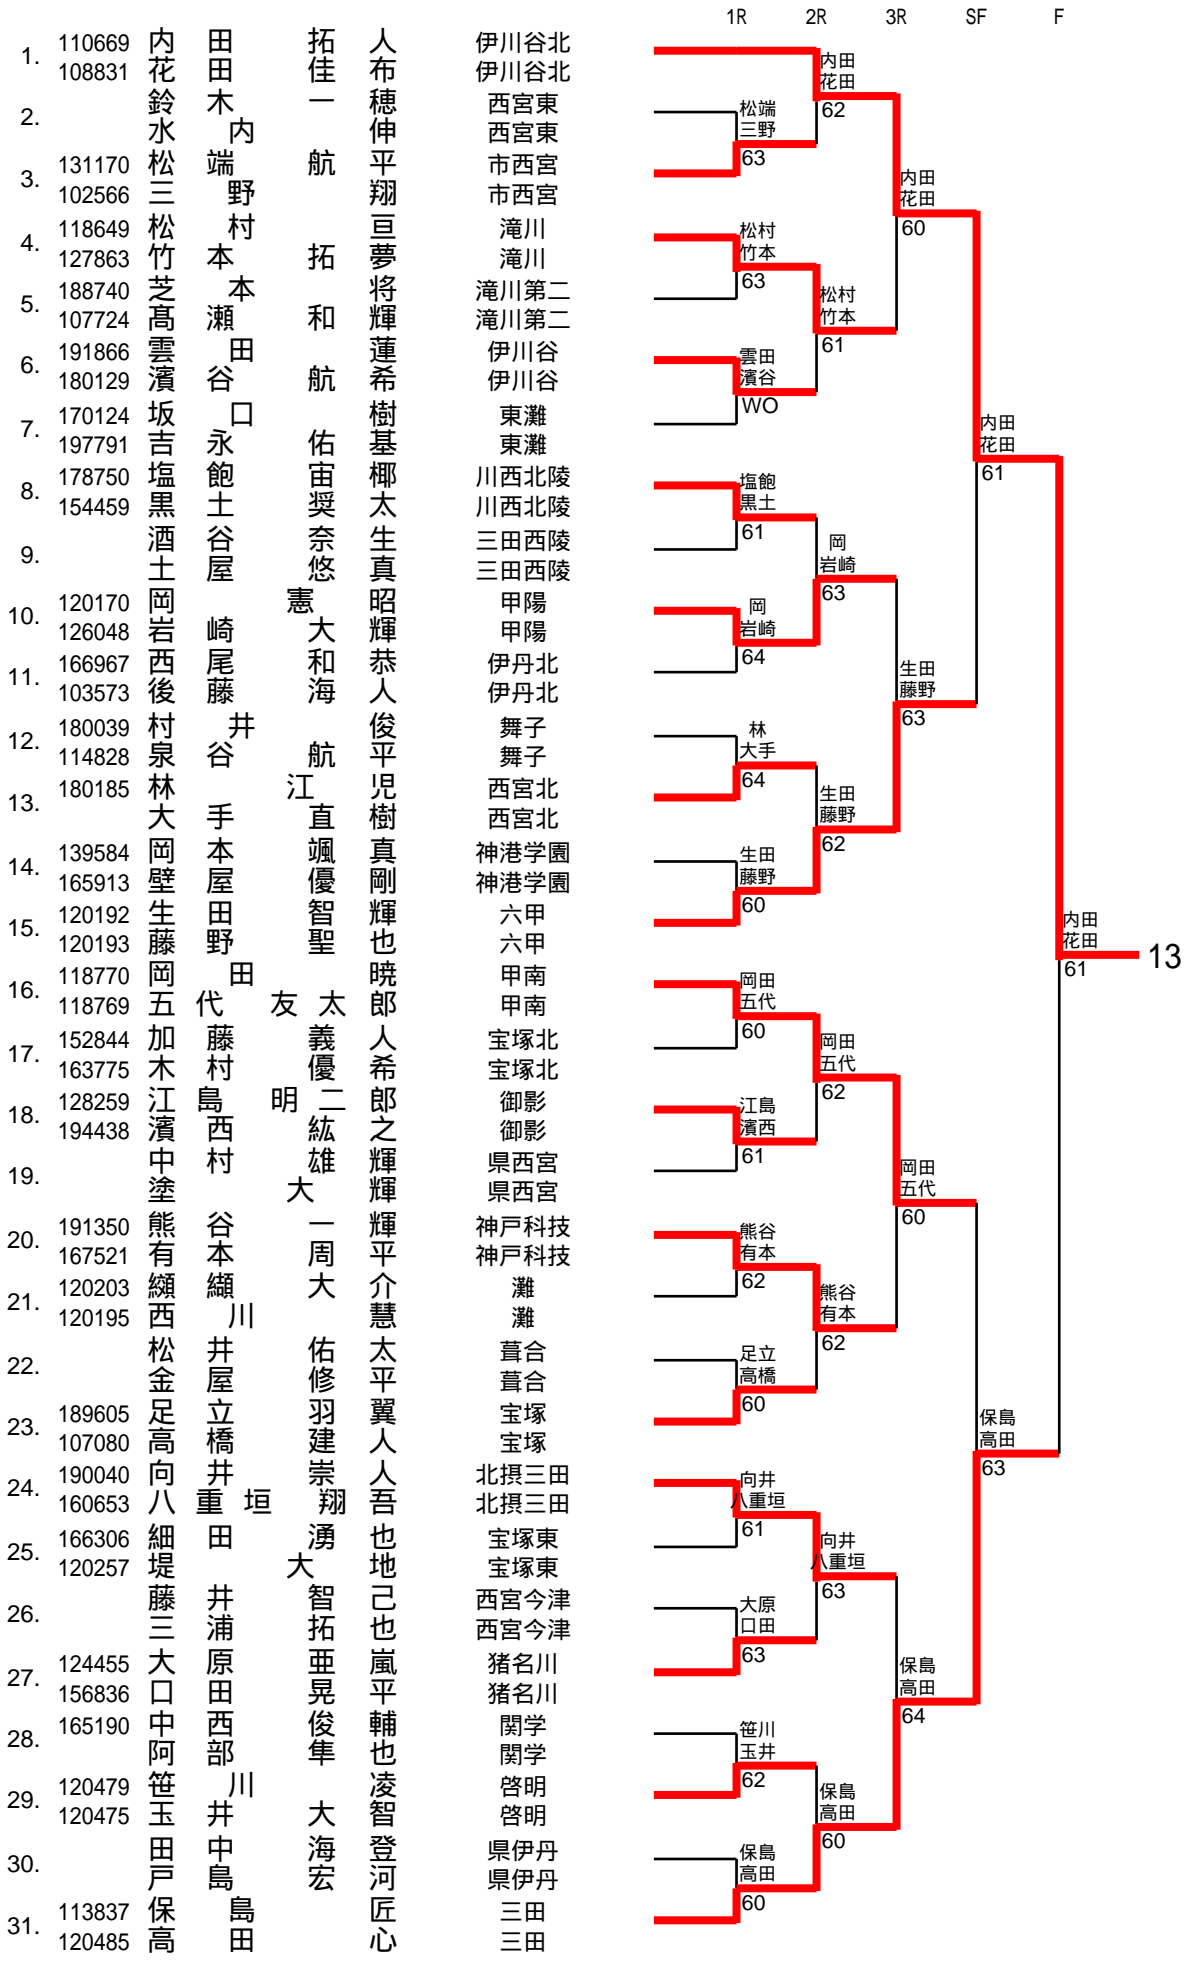 1R 2R 3R SF F
1. 110669 内田拓人 伊川谷北
108831 花田佳布 伊川谷北
2. 鈴木一穂 西宮東
水内伸 西宮東
3. 131170 松端航平 市西宮
102566 三野翔 市西宮
4. 118649 松村亘 滝川
127863 竹本拓夢 滝川
5. 188740 芝本将 滝川第二
107724 髙瀬和輝 滝川第二
6. 191866 雲田蓮 伊川谷
180129 濱谷航希 伊川谷
7. 170124 坂口樹 東灘
197791 吉永佑基 東灘
8. 178750 塩飽宙椰 川西北陵
154459 黒土奨太 川西北陵
9. 酒谷奈生 三田西陵
土屋悠真 三田西陵
10. 120170 岡憲昭 甲陽
126048 岩崎大輝 甲陽
11. 166967 西尾和恭 伊丹北
103573 後藤海人 伊丹北
12. 180039 村井俊 舞子
114828 泉谷航平 舞子
13. 180185 林江児 西宮北
大手直樹 西宮北
14. 139584 岡本颯真 神港学園
165913 壁屋優剛 神港学園
15. 120192 生田智輝 六甲
120193 藤野聖也 六甲
16. 118770 岡田暁 甲南
118769 五代友太郎 甲南
17. 152844 加藤義人 宝塚北
163775 木村優希 宝塚北
18. 128259 江島明二郎 御影
194438 濱西紘之 御影
19. 中村雄輝 県西宮
塗大輝 県西宮
20. 191350 熊谷一輝 神戸科技
167521 有本周平 神戸科技
21. 120203 纐纈大介 灘
120195 西川慧 灘
22. 松井佑太 葺合
金屋修平 葺合
23. 189605 足立羽翼 宝塚
107080 高橋建人 宝塚
24. 190040 向井崇人 北摂三田
160653 八重垣翔吾 北摂三田
25. 166306 細田湧也 宝塚東
120257 堤大地 宝塚東
26. 藤井智己 西宮今津
三浦拓也 西宮今津
27. 124455 大原亜嵐 猪名川
156836 口田晃平 猪名川
28. 165190 中西俊輔 関学
阿部隼也 関学
29. 120479 笹川凌 啓明
120475 玉井大智 啓明
30. 田中海登 県伊丹
戸島宏河 県伊丹
31. 113837 保島匠 三田
120485 高田心 三田
松端
三野
63
松村
竹本
63
雲田
濱谷
WO
塩飽
黒土
61
岡
岩崎
64
林
大手
64
生田
藤野
60
岡田
五代
60
江島
濱西
61
熊谷
有本
62
足立
高橋
60
向井
八重垣
61
大原
口田
63
笹川
玉井
62
保島
高田
60
内田
花田
62
松村
竹本
61
岡
岩崎
63
生田
藤野
62
岡田
五代
62
熊谷
有本
62
向井
八重垣
63
保島
高田
60
内田
花田
60
生田
藤野
63
岡田
五代
60
保島
高田
64
内田
花田
61
保島
高田
63
内田
花田
61
13